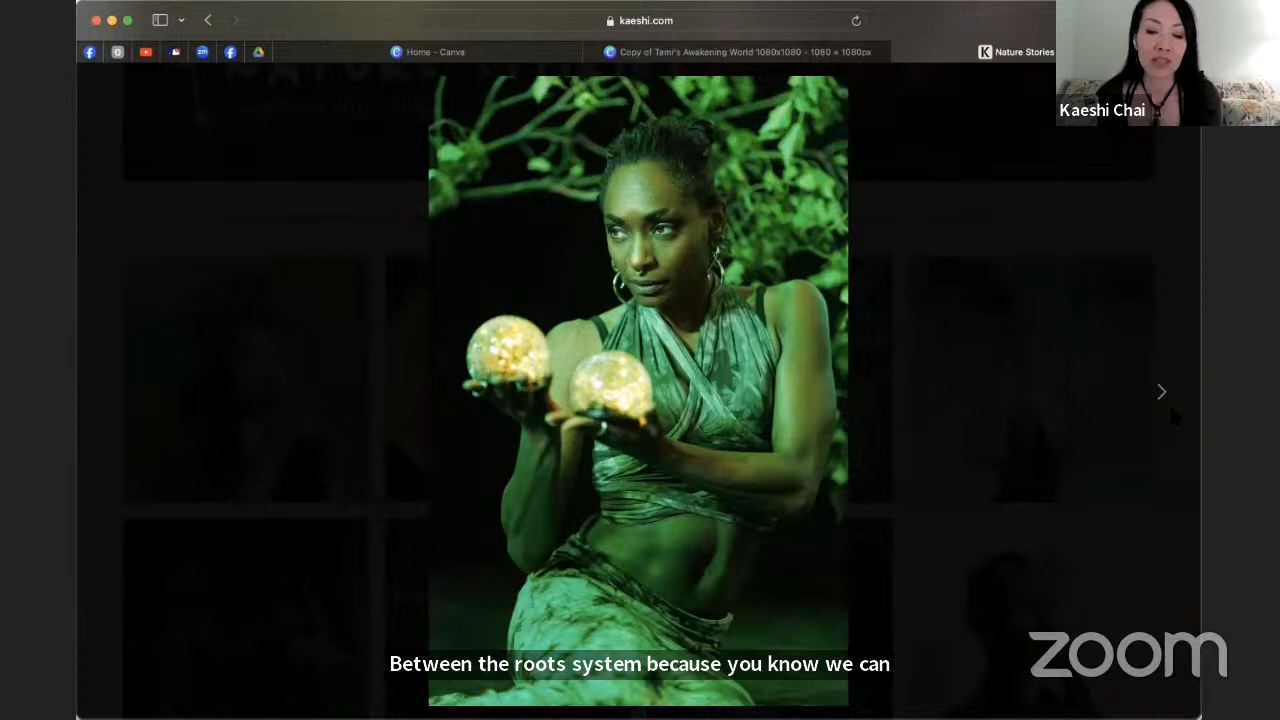 kaeshi.com
Home - Canva
Copy of Tami's Awakening World 1080x1080 - 1080 × 1080px
K Nature Stories
zm
Kaeshi Chai
Between the roots system because you know we can
zoom